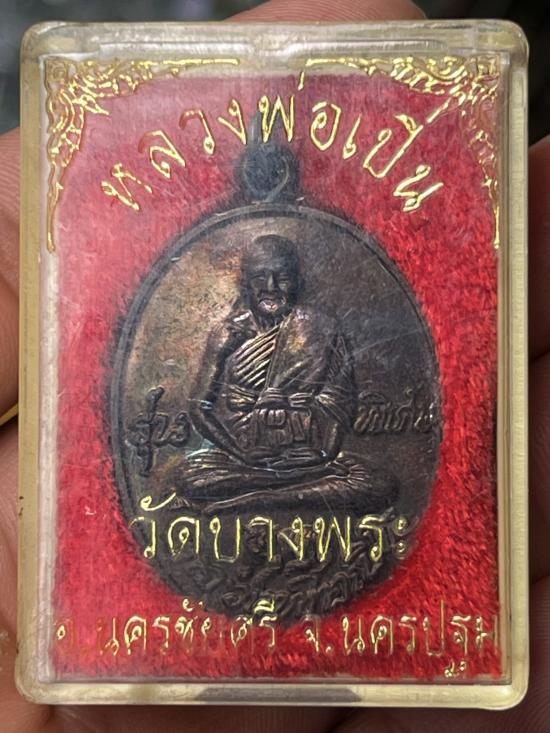 หลวงพ่อเปิ่น
รุ่น
วัดบางพระ
อ.นครชัยศรี จ.นครปฐม